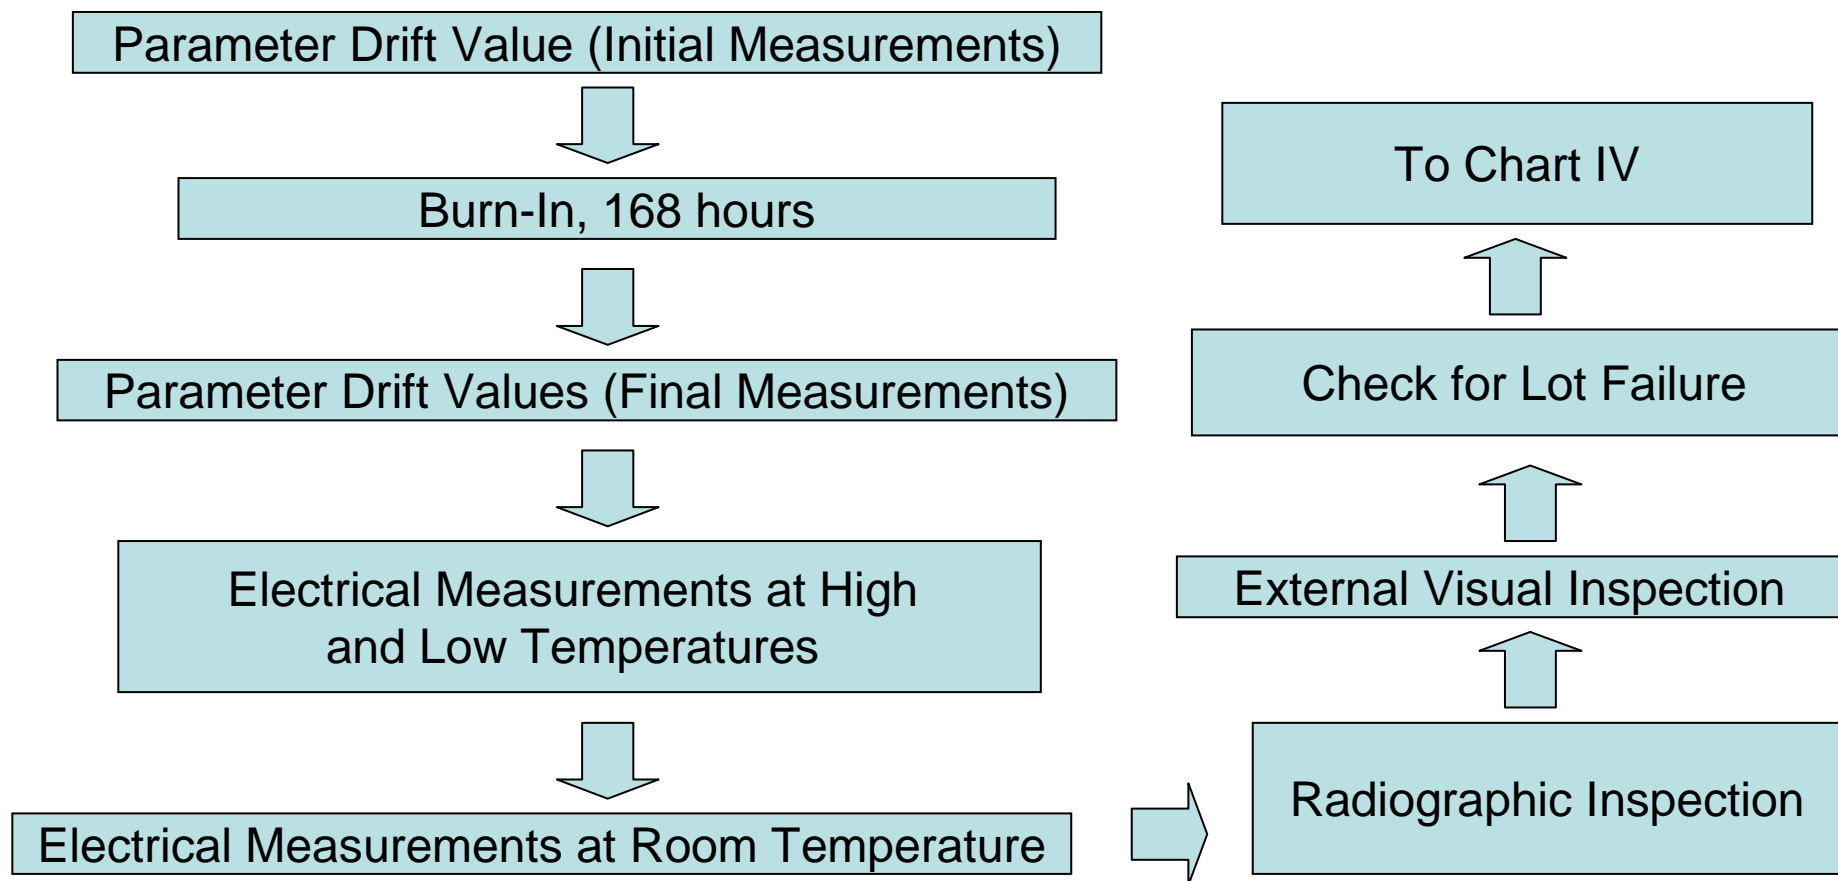 Parameter Drift Value (Initial Measurements)
Burn-In, 168 hours
Parameter Drift Values (Final Measurements)
Electrical Measurements at High
and Low Temperatures
Electrical Measurements at Room Temperature
Radiographic Inspection
External Visual Inspection
Check for Lot Failure
To Chart IV